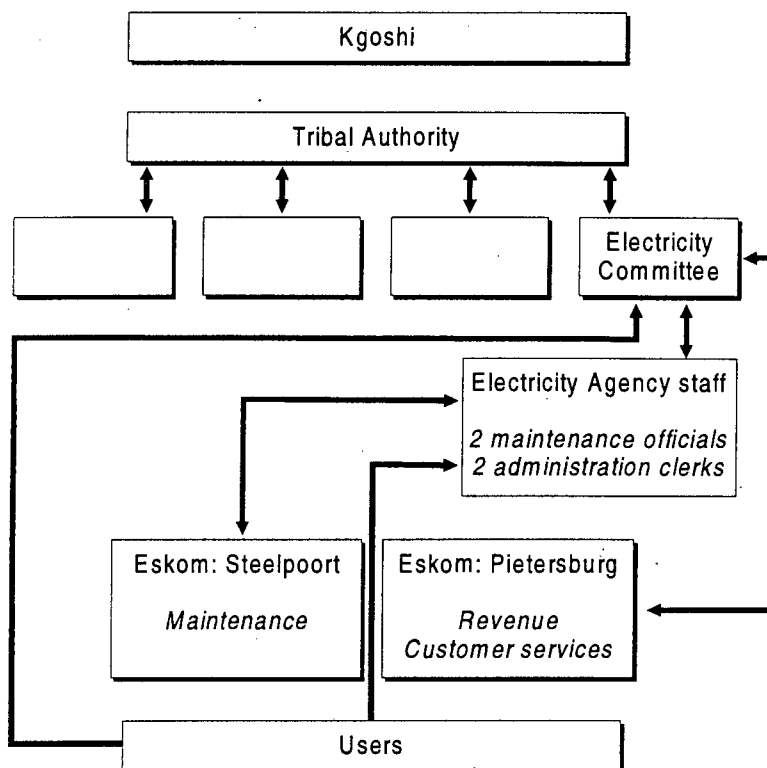 Kgoshi
Tribal Authority
Electricity
Committee
Electricity Agency staff
2 maintenance officials
2 administration clerks
Eskom: Steelpoort
Maintenance
Eskom: Pietersburg
Revenue
Customer services
Users